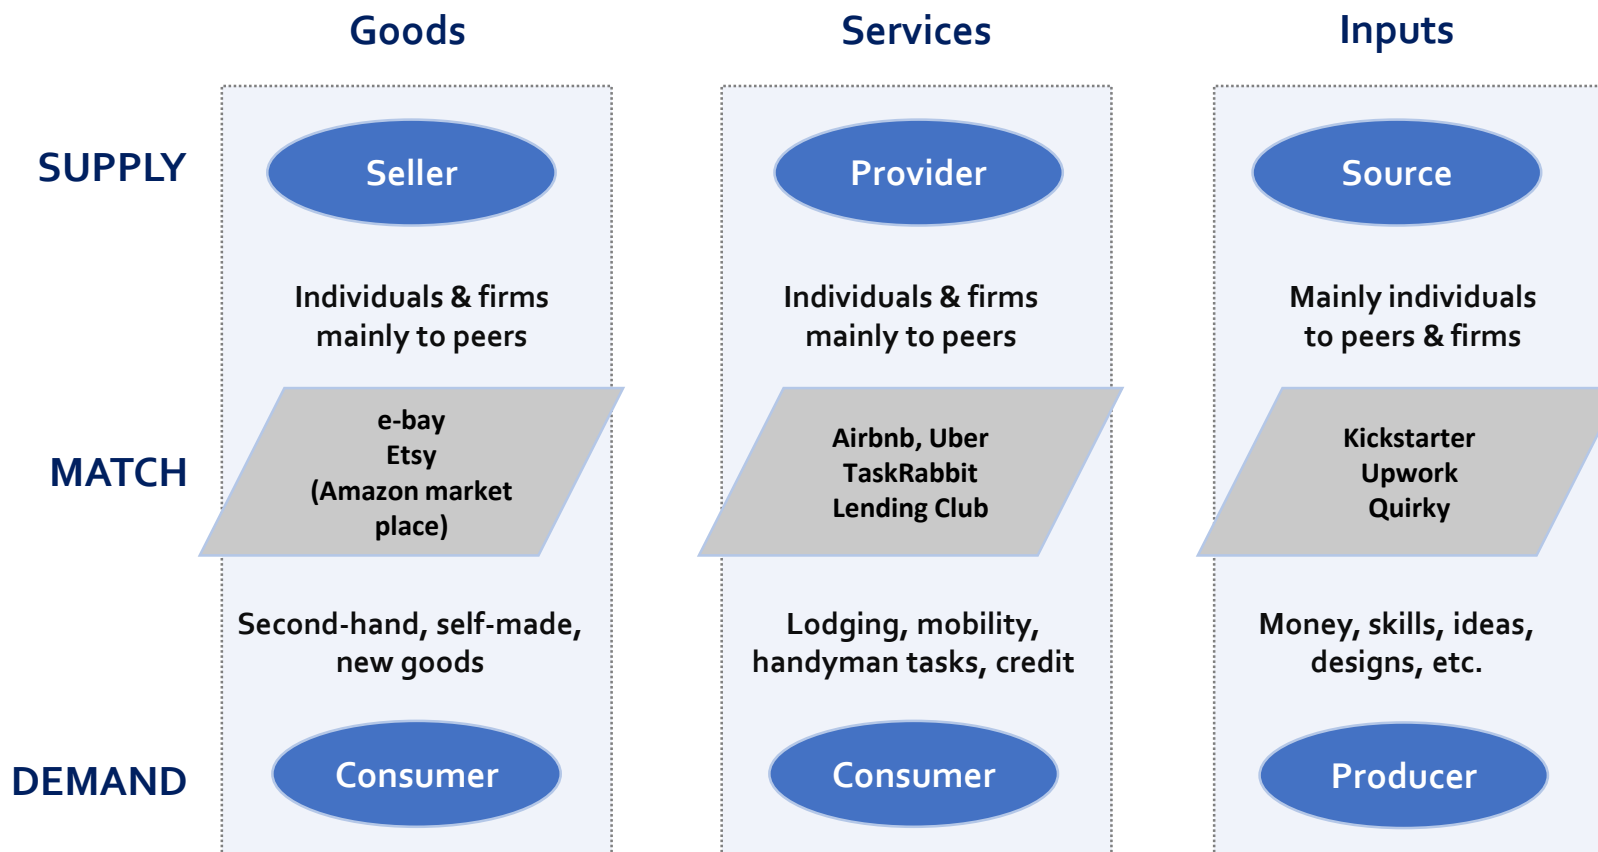 Goods
Services
Inputs
SUPPLY
Seller
Provider
Source
Individuals & firms
mainly to peers
Individuals & firms
mainly to peers
Mainly individuals
to peers & firms
MATCH
e-bay
Etsy
(Amazon market
place)
Airbnb, Uber
TaskRabbit
Lending Club
Kickstarter
Upwork
Quirky
Second-hand, self-made,
new goods
Lodging, mobility,
handyman tasks, credit
Money, skills, ideas,
designs, etc.
DEMAND
Consumer
Consumer
Producer